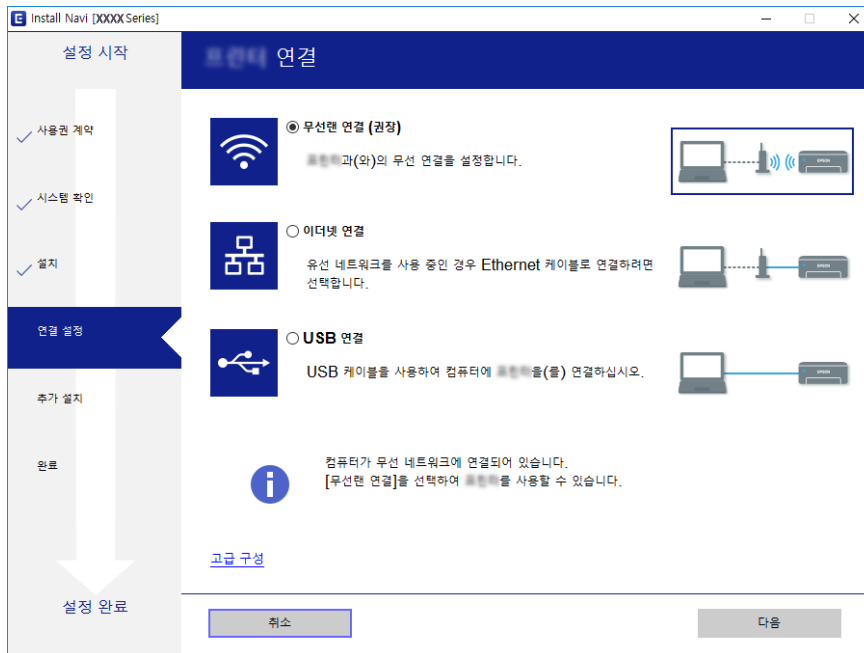 Install Navi [XXXX Series]
설정 시작
사용권 계약
시스템 확인
설치
연결 설정
추가 설치
완료
설정 완료
연결
무선랜 연결 (권장)
과(와)의 무선 연결을 설정합니다.
EPSON
이더넷 연결
유선 네트워크를 사용 중인 경우 Ethernet 케이블로 연결하려면
선택합니다.
EPSON
USB 연결
USB 케이블을 사용하여 컴퓨터에 을(를) 연결하십시오.
EPSON
컴퓨터가 무선 네트워크에 연결되어 있습니다.
[무선랜 연결]을 선택하여 를 사용할 수 있습니다.
고급 구성
취소
다음